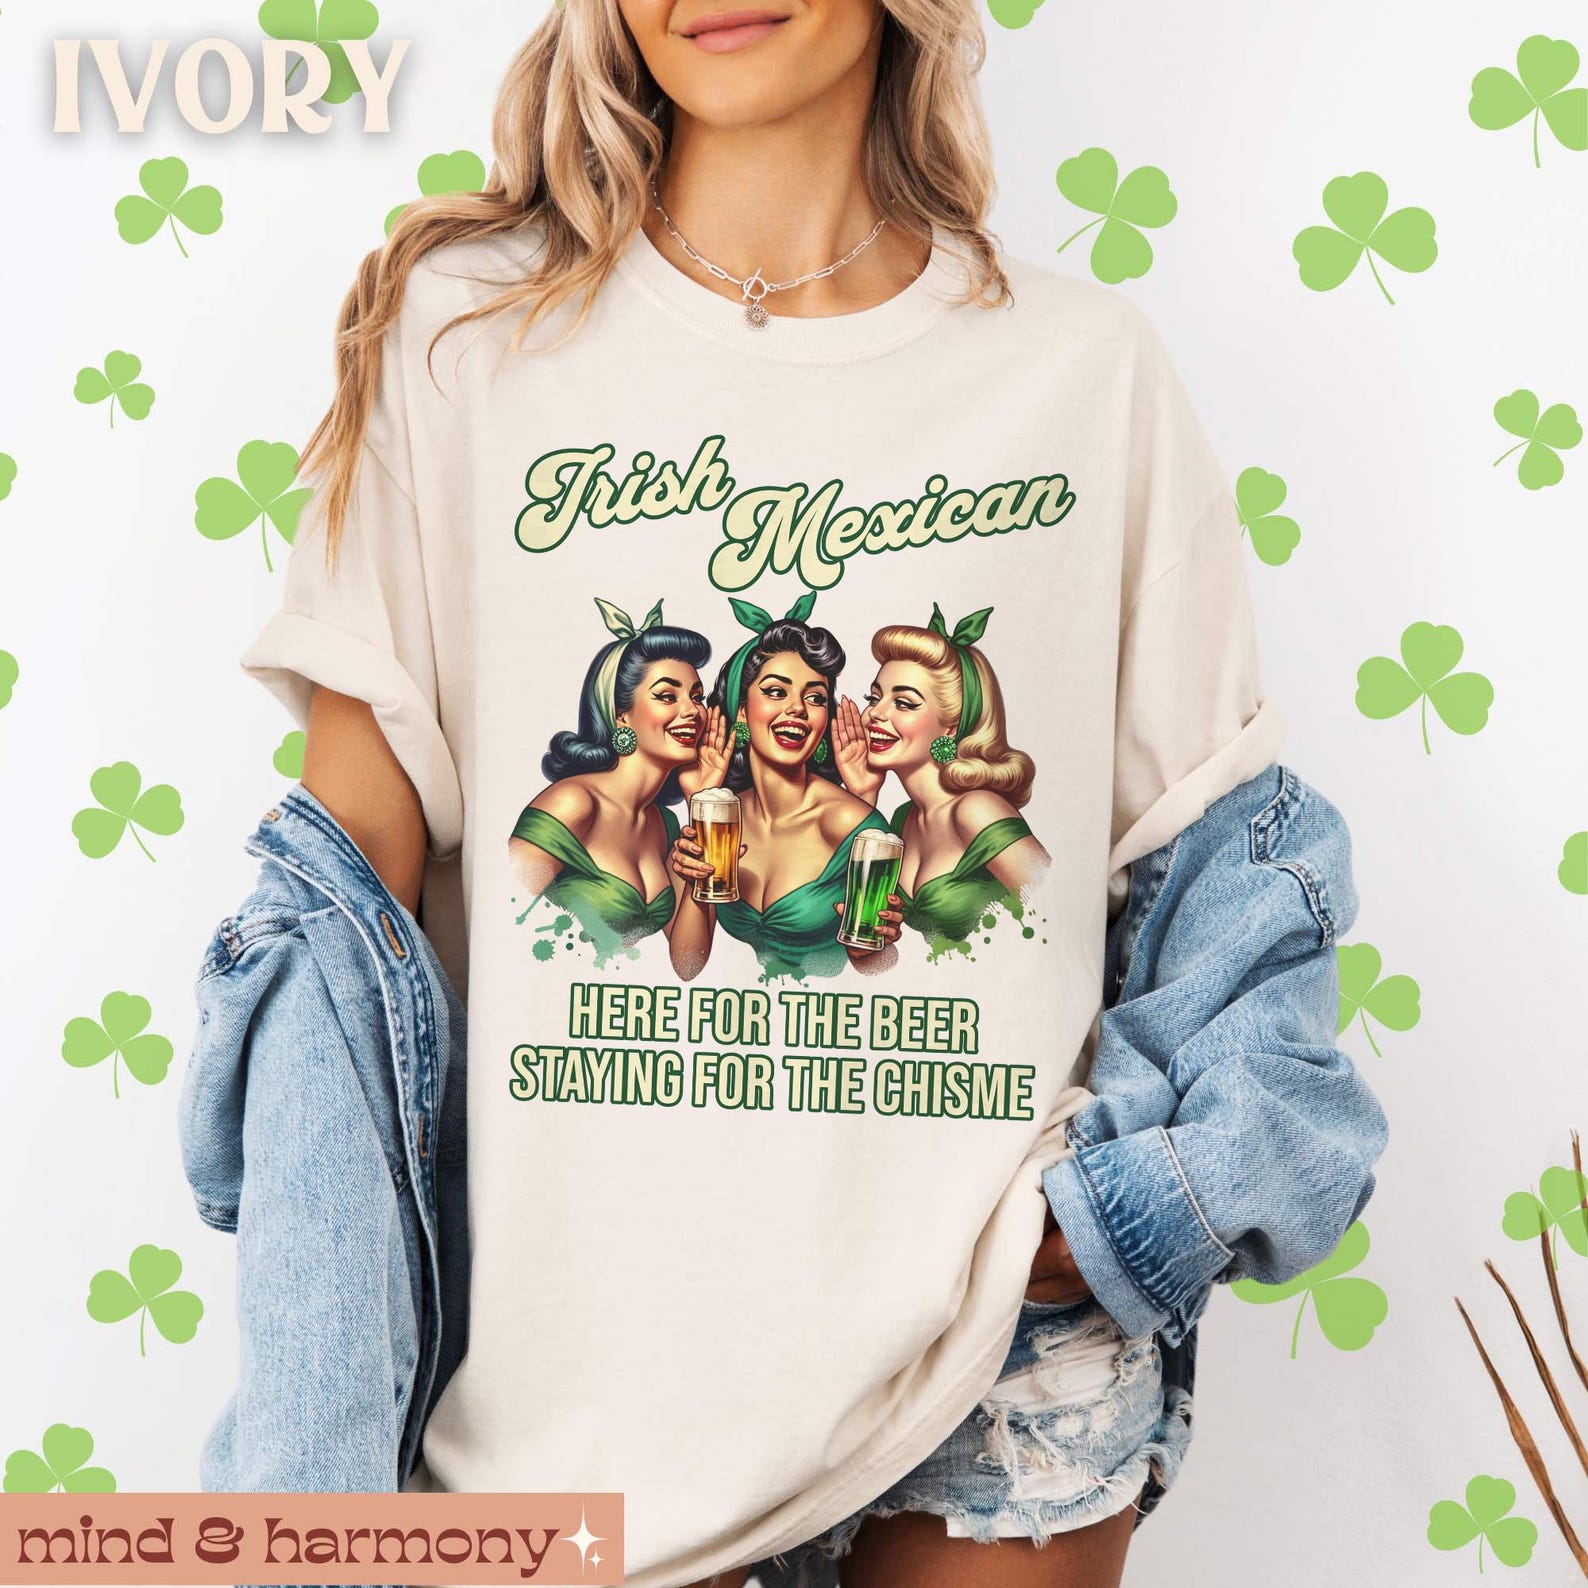 IVORY
Irish Mexican
HERE FOR THE BEER
STAYING FOR THE CHISME
mind & harmony